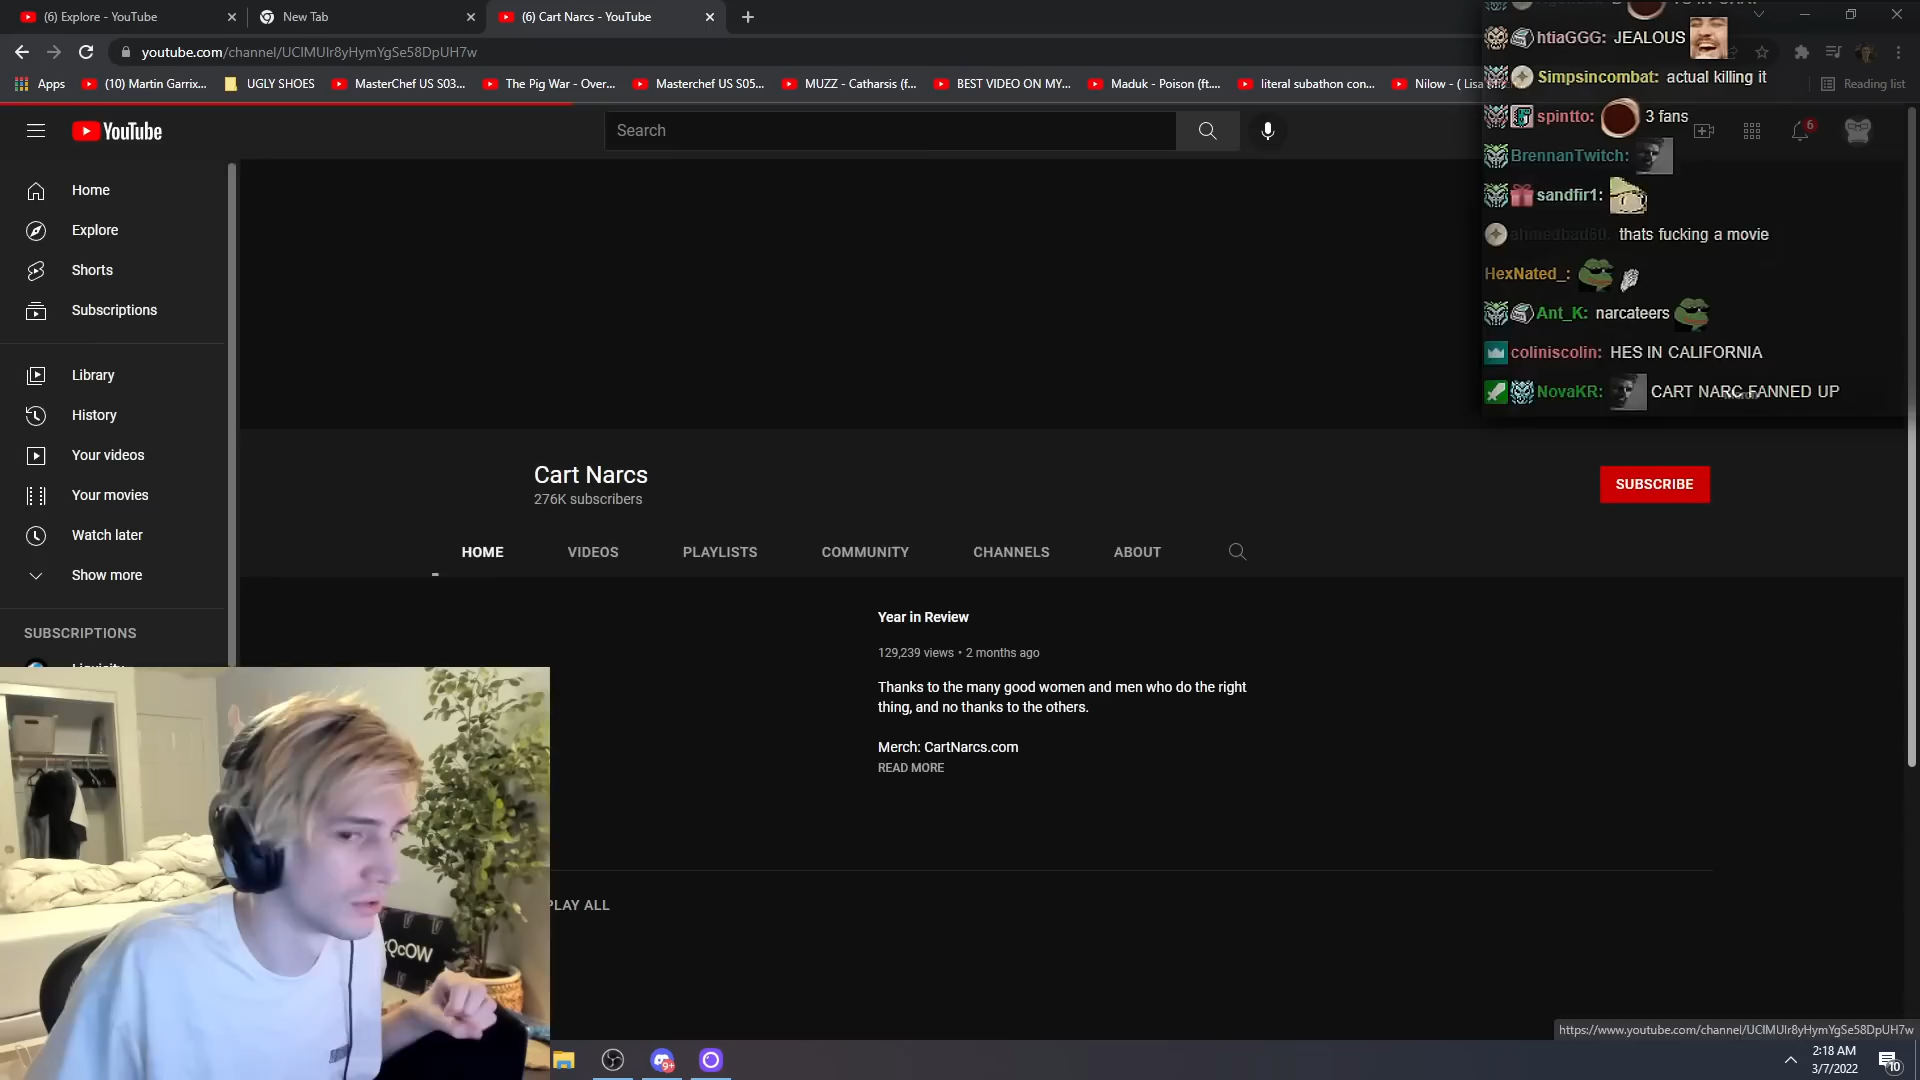 (6) Explore - YouTube
New Tab
(6) Cart Narcs - YouTube
youtube.com/channel/UCIMUIr8yHymYgSe58DpUH7w
Apps
(10) Martin Garrix...
UGLY SHOES
MasterChef US S03...
The Pig War - Over...
Masterchef US S05...
MUZZ - Catharsis (f...
BEST VIDEO ON MY...
Maduk - Poison (ft....
literal subathon con...
Nilow - ( Lisa
Reading list
YouTube
Search
6
htiaGGG: JEALOUS
Simpsincombat: actual killing it
spintto: 3 fans
BrennanTwitch:
sandfir1:
ahmedbad60: thats fucking a movie
HexNated_:
Ant_K: narcateers
coliniscolin: HES IN CALIFORNIA
NovaKR: CART NARC FANNED UP
Home
Explore
Shorts
Subscriptions
Library
History
Your videos
Your movies
Watch later
Show more
SUBSCRIPTIONS
Liquicity
Cart Narcs
276K subscribers
SUBSCRIBE
HOME
VIDEOS
PLAYLISTS
COMMUNITY
CHANNELS
ABOUT
Year in Review
129,239 views • 2 months ago
Thanks to the many good women and men who do the right
thing, and no thanks to the others.
Merch: CartNarcs.com
READ MORE
PLAY ALL
QcOW
https://www.youtube.com/channel/UCIMUIr8yHymYgSe58DpUH7w
9+
2:18 AM
3/7/2022
10